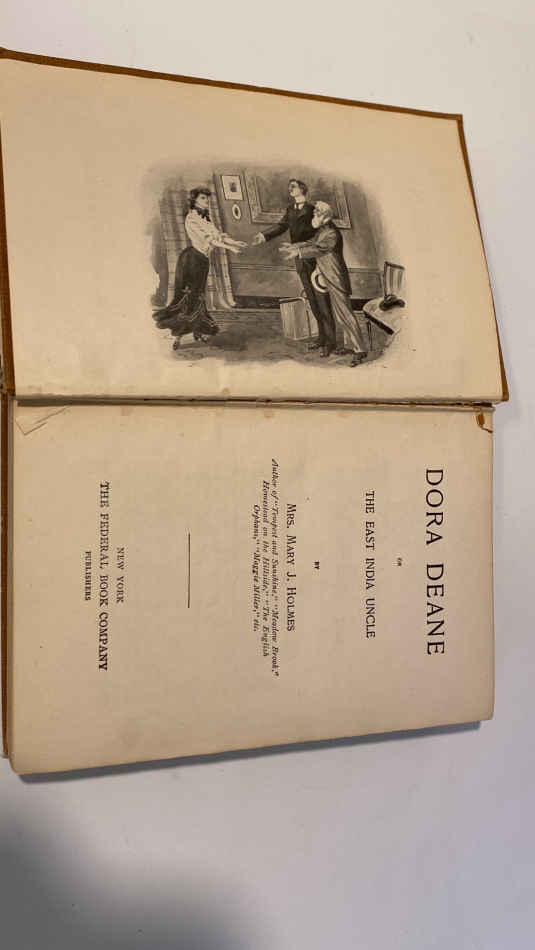 DORA DEANE
OR
THE EAST INDIA UNCLE
BY
MRS. MARY J. HOLMES
Author of "Tempest and Sunshine," "Meadow Brook,"
Homestead on the Hillside," "The English
Orphans," "Maggie Miller," etc.
NEW YORK
THE FEDERAL BOOK COMPANY
PUBLISHERS